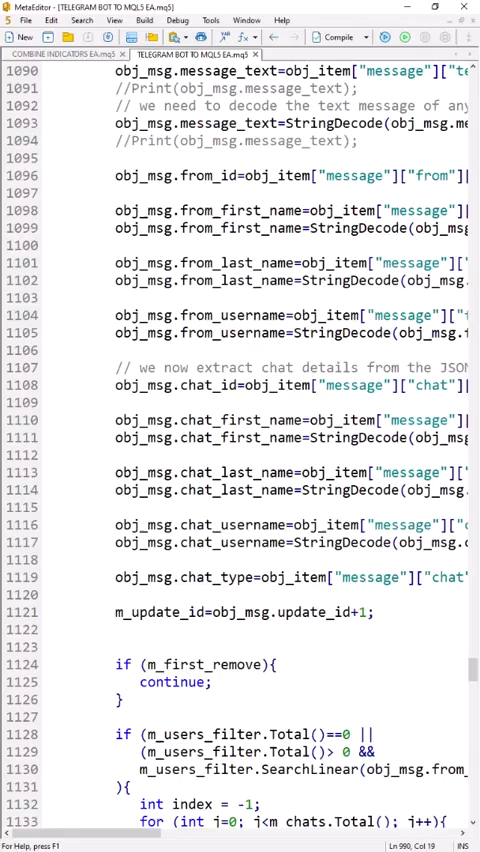 MetaEditor - [TELEGRAM BOT TO MQL5 EA.mq5]
5 File Edit Search View Build Debug Tools Window Help
New Compile
COMBINE INDICATORS EA.mq5 TELEGRAM BOT TO MQL5 EA.mq5
1090 obj_msg.message_text=obj_item["message"]["te
1091 //Print(obj_msg.message_text);
1092 // we need to decode the text message of any
1093 obj_msg.message_text=StringDecode(obj_msg.me
1094 //Print(obj_msg.message_text);
1095
1096 obj_msg.from_id=obj_item["message"]["from"][
1097
1098 obj_msg.from_first_name=obj_item["message"][
1099 obj_msg.from_first_name=StringDecode(obj_msg
1100
1101 obj_msg.from_last_name=obj_item["message"]["
1102 obj_msg.from_last_name=StringDecode(obj_msg.
1103
1104 obj_msg.from_username=obj_item["message"]["f
1105 obj_msg.from_username=StringDecode(obj_msg.f
1106
1107 // we now extract chat details from the JSON
1108 obj_msg.chat_id=obj_item["message"]["chat"][
1109
1110 obj_msg.chat_first_name=obj_item["message"][
1111 obj_msg.chat_first_name=StringDecode(obj_msg
1112
1113 obj_msg.chat_last_name=obj_item["message"]["
1114 obj_msg.chat_last_name=StringDecode(obj_msg.
1115
1116 obj_msg.chat_username=obj_item["message"]["c
1117 obj_msg.chat_username=StringDecode(obj_msg.c
1118
1119 obj_msg.chat_type=obj_item["message"]["chat"
1120
1121 m_update_id=obj_msg.update_id+1;
1122
1123
1124 if (m_first_remove){
1125 continue;
1126 }
1127
1128 if (m_users_filter.Total()==0 ||
1129 (m_users_filter.Total()> 0 &&
1130 m_users_filter.SearchLinear(obj_msg.from_
1131 ){
1132 int index = -1;
1133 for (int j=0; j<m_chats.Total(); j++){
For Help, press F1 Ln 990, Col 19 INS